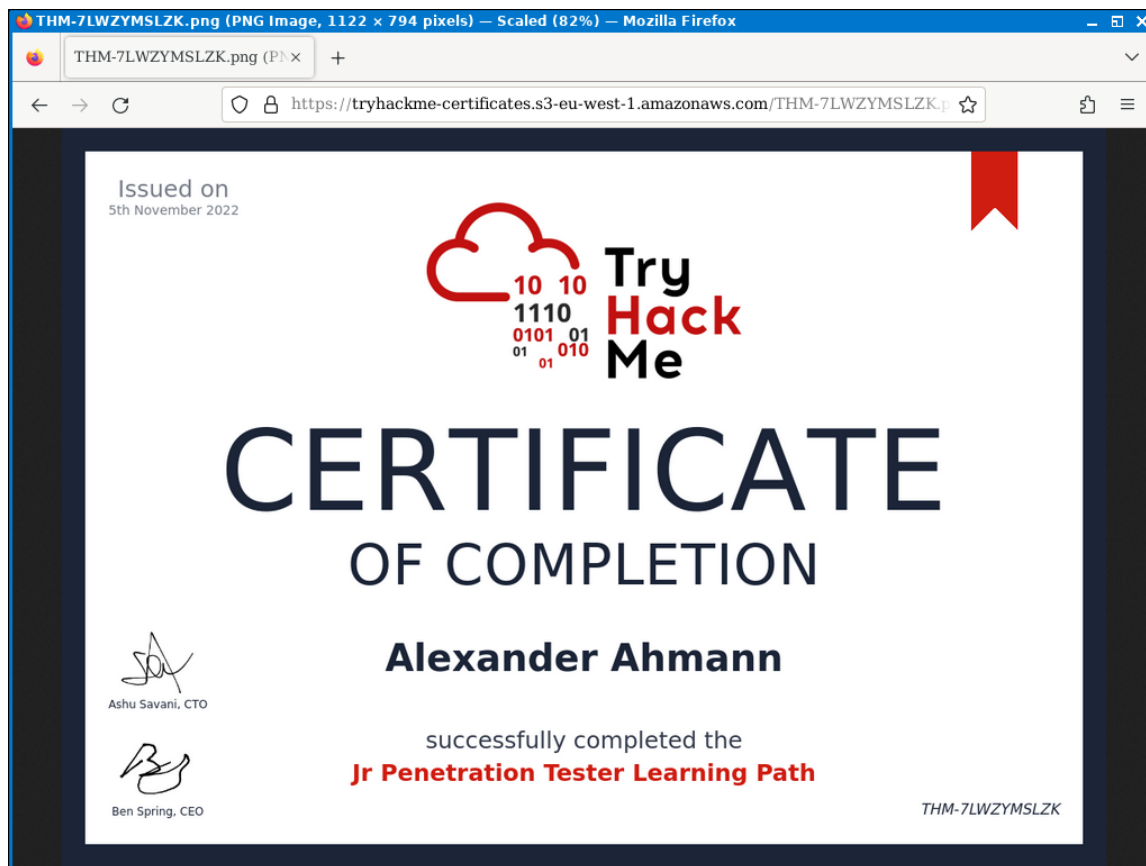 THM-7LWZYMSLZK.png (PNG Image, 1122 × 794 pixels) — Scaled (82%) — Mozilla Firefox
THM-7LWZYMSLZK.png (PN
https://tryhackme-certificates.s3-eu-west-1.amazonaws.com/THM-7LWZYMSLZK.p
Issued on
5th November 2022
10 10
1110
0101 01
01 010
01
Try
Hack
Me
CERTIFICATE
OF COMPLETION
Alexander Ahmann
successfully completed the
Jr Penetration Tester Learning Path
Ashu Savani, CTO
Ben Spring, CEO
THM-7LWZYMSLZK